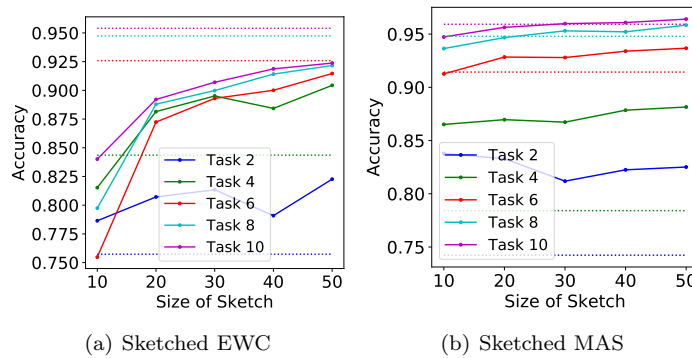 0.950
0.925
0.900
0.875
0.850
0.825
0.800
0.775
0.750
Accuracy
10 20 30 40 50
Size of Sketch
Task 2
Task 4
Task 6
Task 8
Task 10
(a) Sketched EWC
0.95
0.90
0.85
0.80
0.75
Accuracy
10 20 30 40 50
Size of Sketch
Task 2
Task 4
Task 6
Task 8
Task 10
(b) Sketched MAS